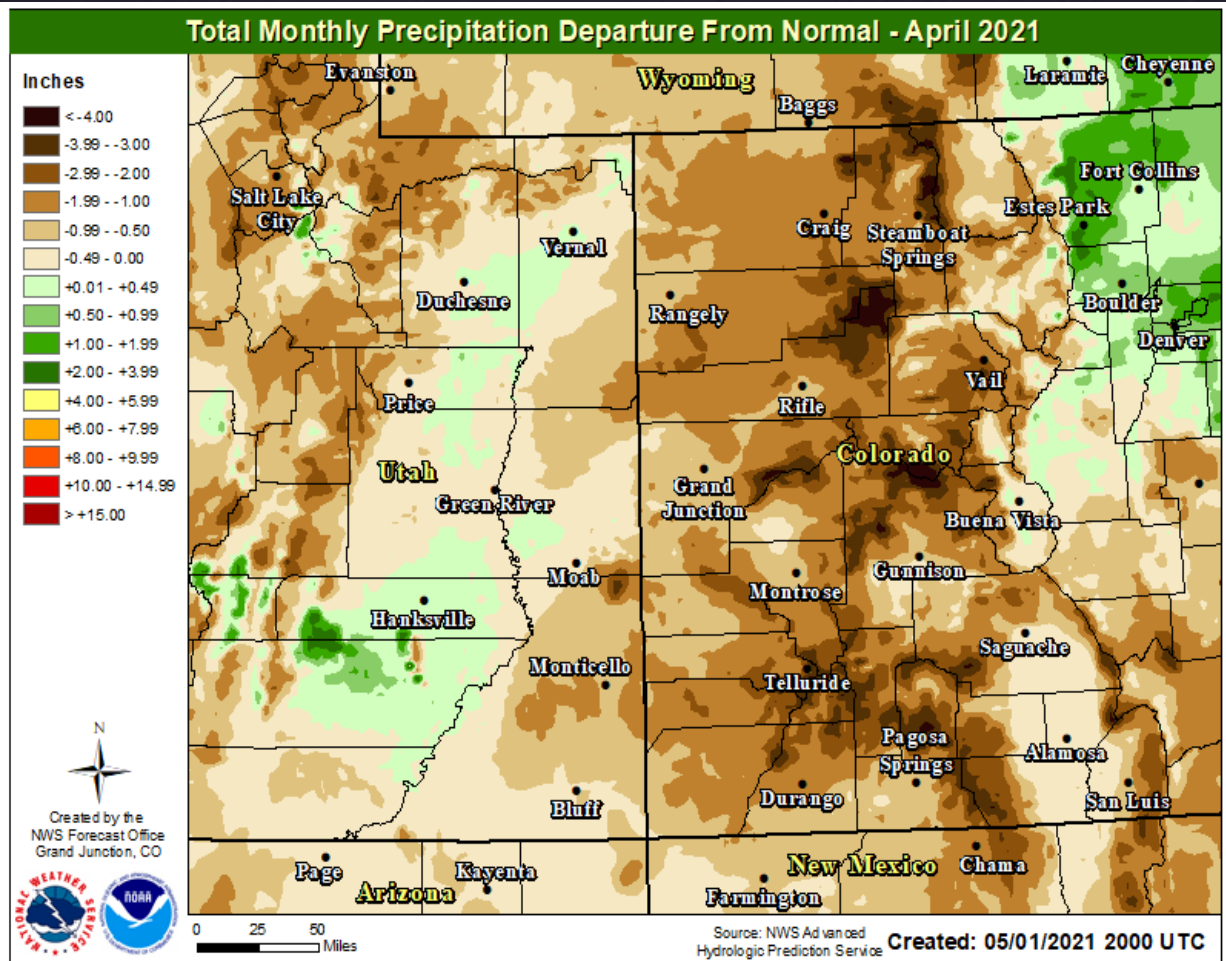 Total Monthly Precipitation Departure From Normal - April 2021
Inches
< -4.00
-3.99 - -3.00
-2.99 - -2.00
-1.99 - -1.00
-0.99 - -0.50
-0.49 - 0.00
+0.01 - +0.49
+0.50 - +0.99
+1.00 - +1.99
+2.00 - +3.99
+4.00 - +5.99
+6.00 - +7.99
+8.00 - +9.99
+10.00 - +14.99
> +15.00
Evanston
Wyoming
Laramie
Cheyenne
Baggs
Salt Lake
City
Vernal
Duchesne
Craig
Steamboat
Springs
Fort Collins
Estes Park
Rangely
Boulder
Denver
Price
Rifle
Vail
Utah
Green River
Grand
Junction
Colorado
Buena Vista
Moab
Montrose
Gunnison
Hanksville
Monticello
Telluride
Saguache
Pagosa
Springs
Alamosa
Bluff
Durango
San Luis
Page
Arizona
Kayenta
Farmington
New Mexico
Chama
N
Created by the
NWS Forecast Office
Grand Junction, CO
NATIONAL WEATHER SERVICE
NOAA
0 25 50
Miles
Source: NWS Advanced
Hydrologic Prediction Service
Created: 05/01/2021 2000 UTC